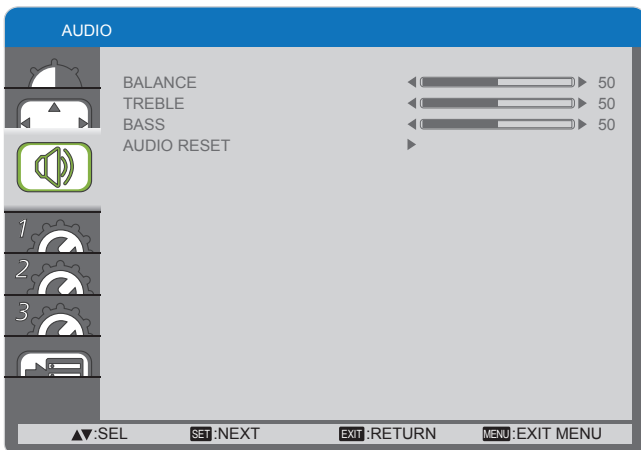 AUDIO
BALANCE 50
TREBLE 50
BASS 50
AUDIO RESET
1
2
3
▲▼:SEL SET:NEXT EXIT:RETURN MENU:EXIT MENU